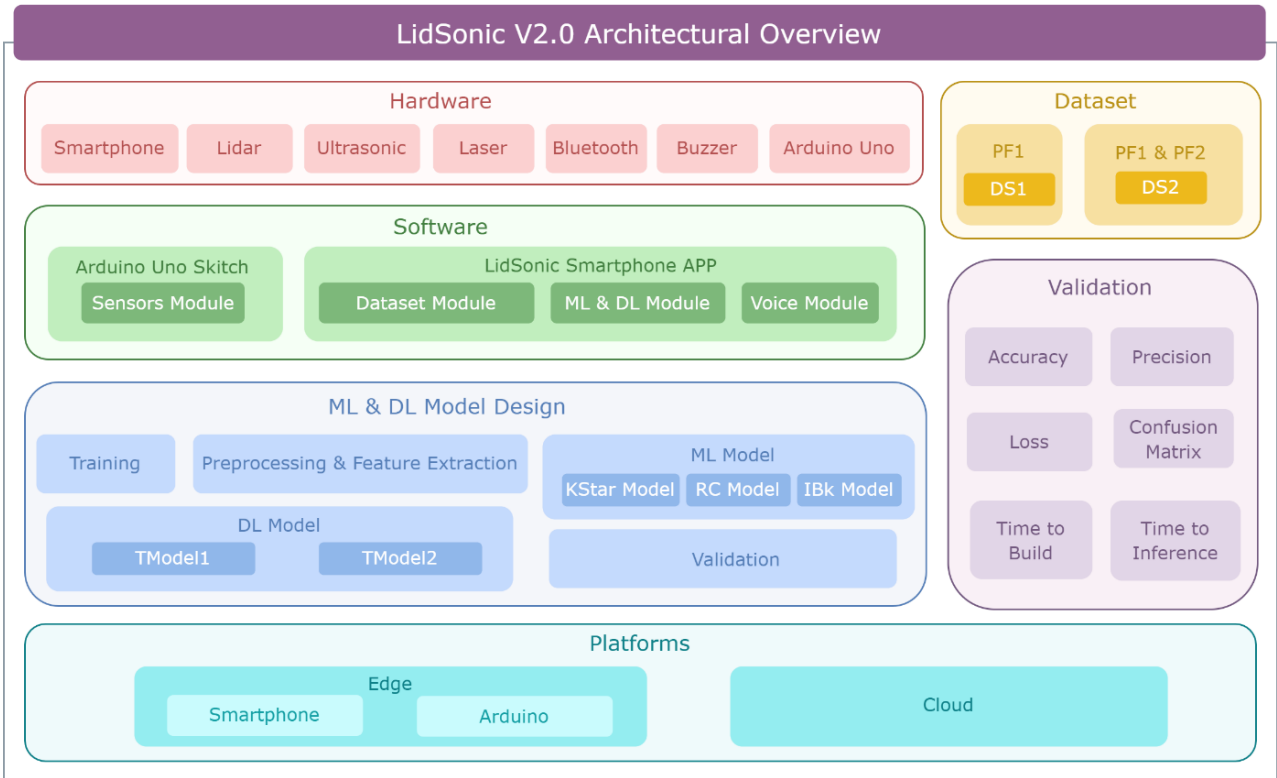 LidSonic V2.0 Architectural Overview
Hardware
Smartphone
Lidar
Ultrasonic
Laser
Bluetooth
Buzzer
Arduino Uno
Dataset
PF1
DS1
PF1 & PF2
DS2
Software
Arduino Uno Skitch
Sensors Module
LidSonic Smartphone APP
Dataset Module
ML & DL Module
Voice Module
Validation
Accuracy
Precision
Loss
Confusion
Matrix
Time to
Build
Time to
Inference
ML & DL Model Design
Training
Preprocessing & Feature Extraction
ML Model
KStar Model
RC Model
IBk Model
DL Model
TModel1
TModel2
Validation
Platforms
Edge
Smartphone
Arduino
Cloud